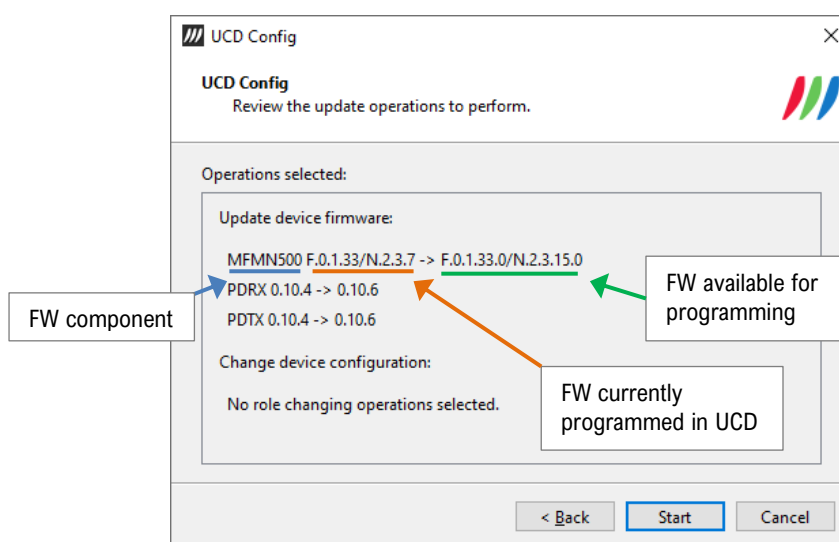 UCD Config
UCD Config
Review the update operations to perform.
Operations selected:
Update device firmware:
MFMN500 F.0.1.33/N.2.3.7 -> F.0.1.33.0/N.2.3.15.0
PDRX 0.10.4 -> 0.10.6
PDTX 0.10.4 -> 0.10.6
FW component
FW available for
programming
Change device configuration:
No role changing operations selected.
FW currently
programmed in UCD
< Back
Start
Cancel